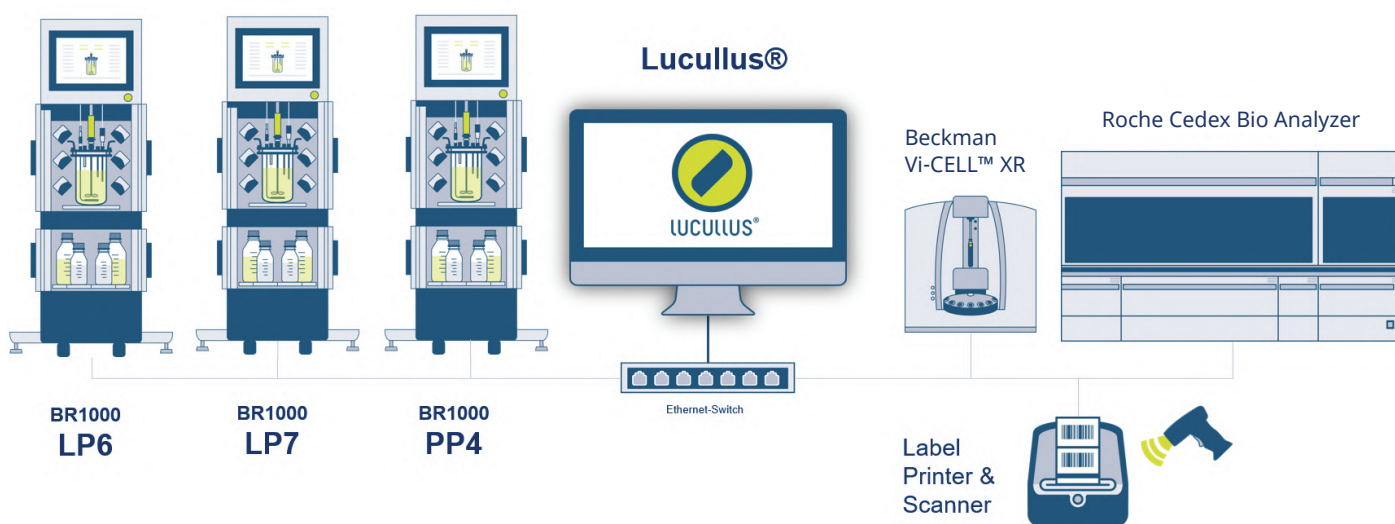 Lucullus®
LUCULLUS®
Beckman
Vi-CELL™ XR
Roche Cedex Bio Analyzer
BR1000
LP6
BR1000
LP7
BR1000
PP4
Ethernet-Switch
Label
Printer &
Scanner